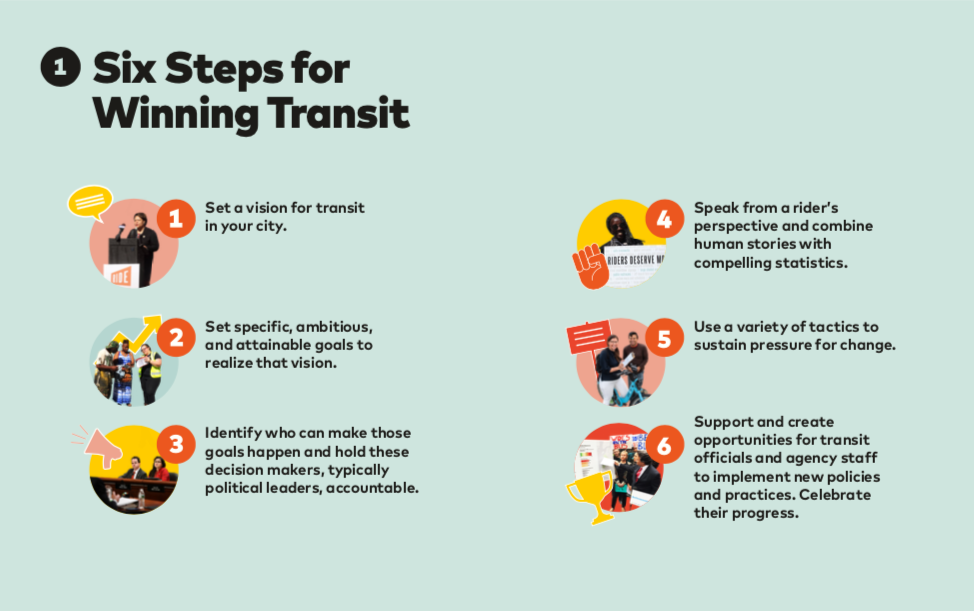 1
Six Steps for
Winning Transit
1
Set a vision for transit
in your city.
2
Set specific, ambitious,
and attainable goals to
realize that vision.
3
Identify who can make those
goals happen and hold these
decision makers, typically
political leaders, accountable.
4
Speak from a rider’s
perspective and combine
human stories with
compelling statistics.
RIDERS DESERVE
5
Use a variety of tactics to
sustain pressure for change.
6
Support and create
opportunities for transit
officials and agency staff
to implement new policies
and practices. Celebrate
their progress.